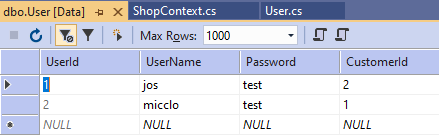 dbo.User [Data] ShopContext.cs User.cs
Max Rows: 1000
UserId UserName Password CustomerId
1 jos test 2
2 micclo test 1
NULL NULL NULL NULL